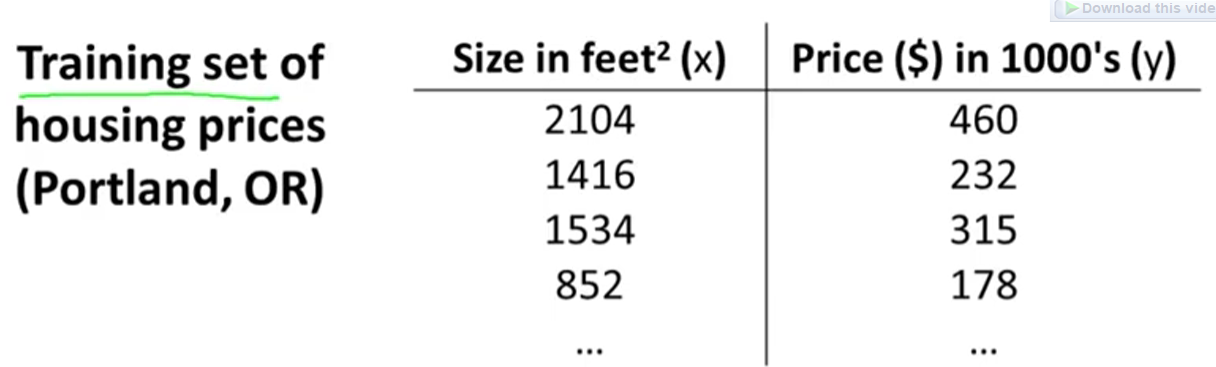 Download this vide
Training set of
housing prices
(Portland, OR)
Size in feet² (x) Price ($) in 1000's (y)
2104 460
1416 232
1534 315
852 178
... ...